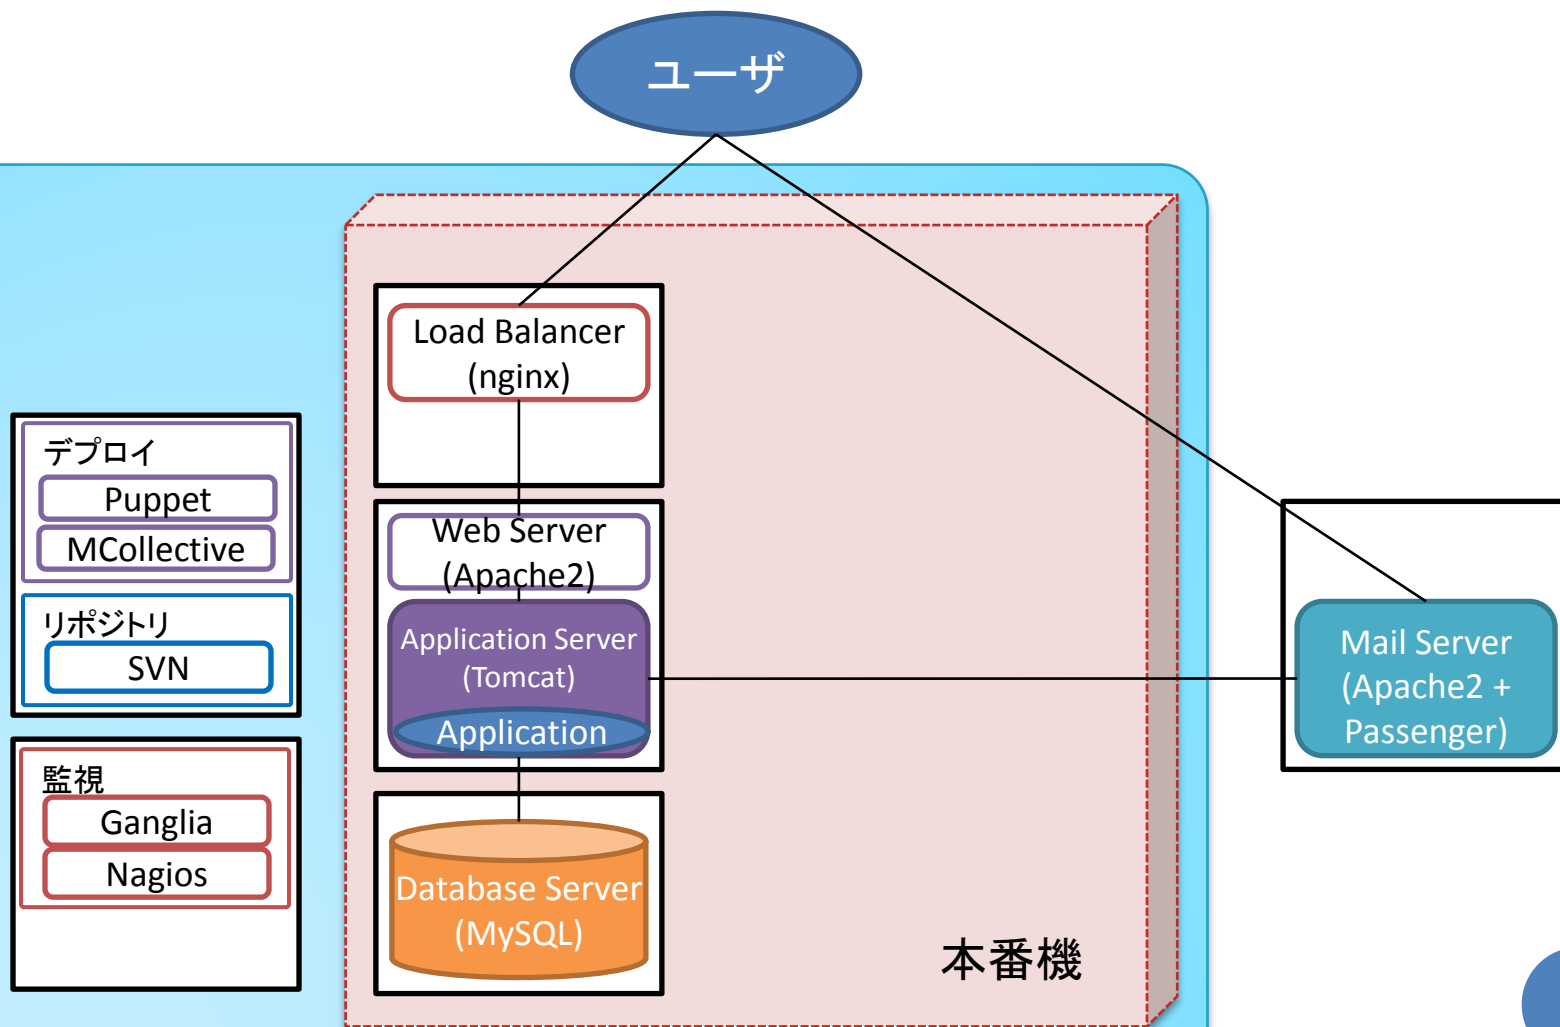 ユーザ
Load Balancer
(nginx)
デプロイ
Puppet
MCollective
リポジトリ
SVN
Web Server
(Apache2)
Application Server
(Tomcat)
Application
Mail Server
(Apache2 +
Passenger)
監視
Ganglia
Nagios
Database Server
(MySQL)
本番機